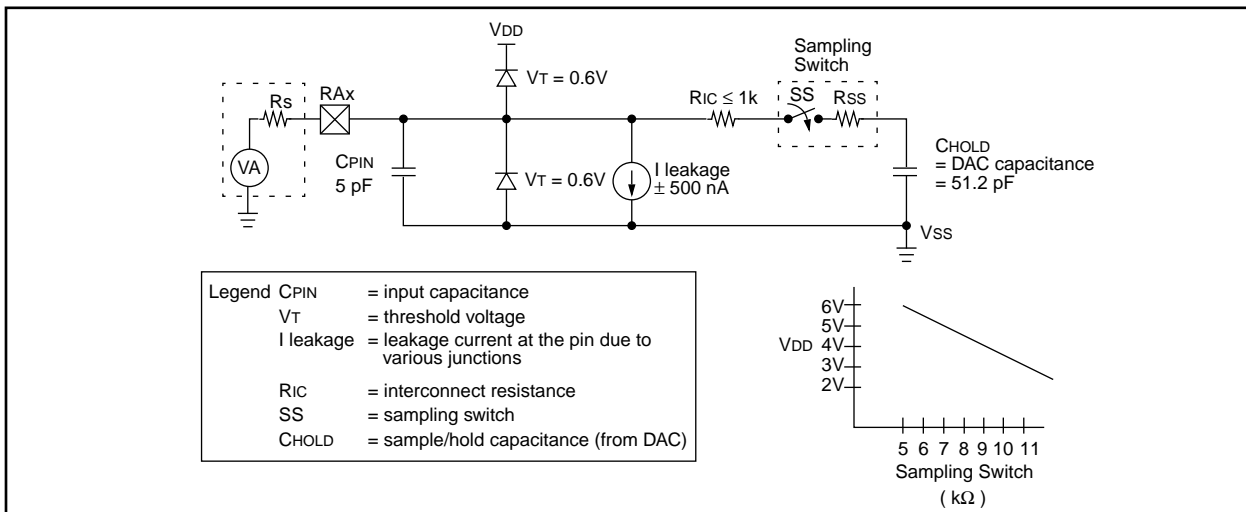 VDD
Sampling
Switch
VT = 0.6V
RIC ≤ 1k
SS
RSS
Rs
RAx
VA
CPIN
5 pF
VT = 0.6V
I leakage
± 500 nA
CHOLD
= DAC capacitance
= 51.2 pF
VSS
Legend CPIN = input capacitance
VT = threshold voltage
I leakage = leakage current at the pin due to
various junctions
RIC = interconnect resistance
SS = sampling switch
CHOLD = sample/hold capacitance (from DAC)
6V
5V
VDD 4V
3V
2V
5 6 7 8 9 10 11
Sampling Switch
( kΩ )